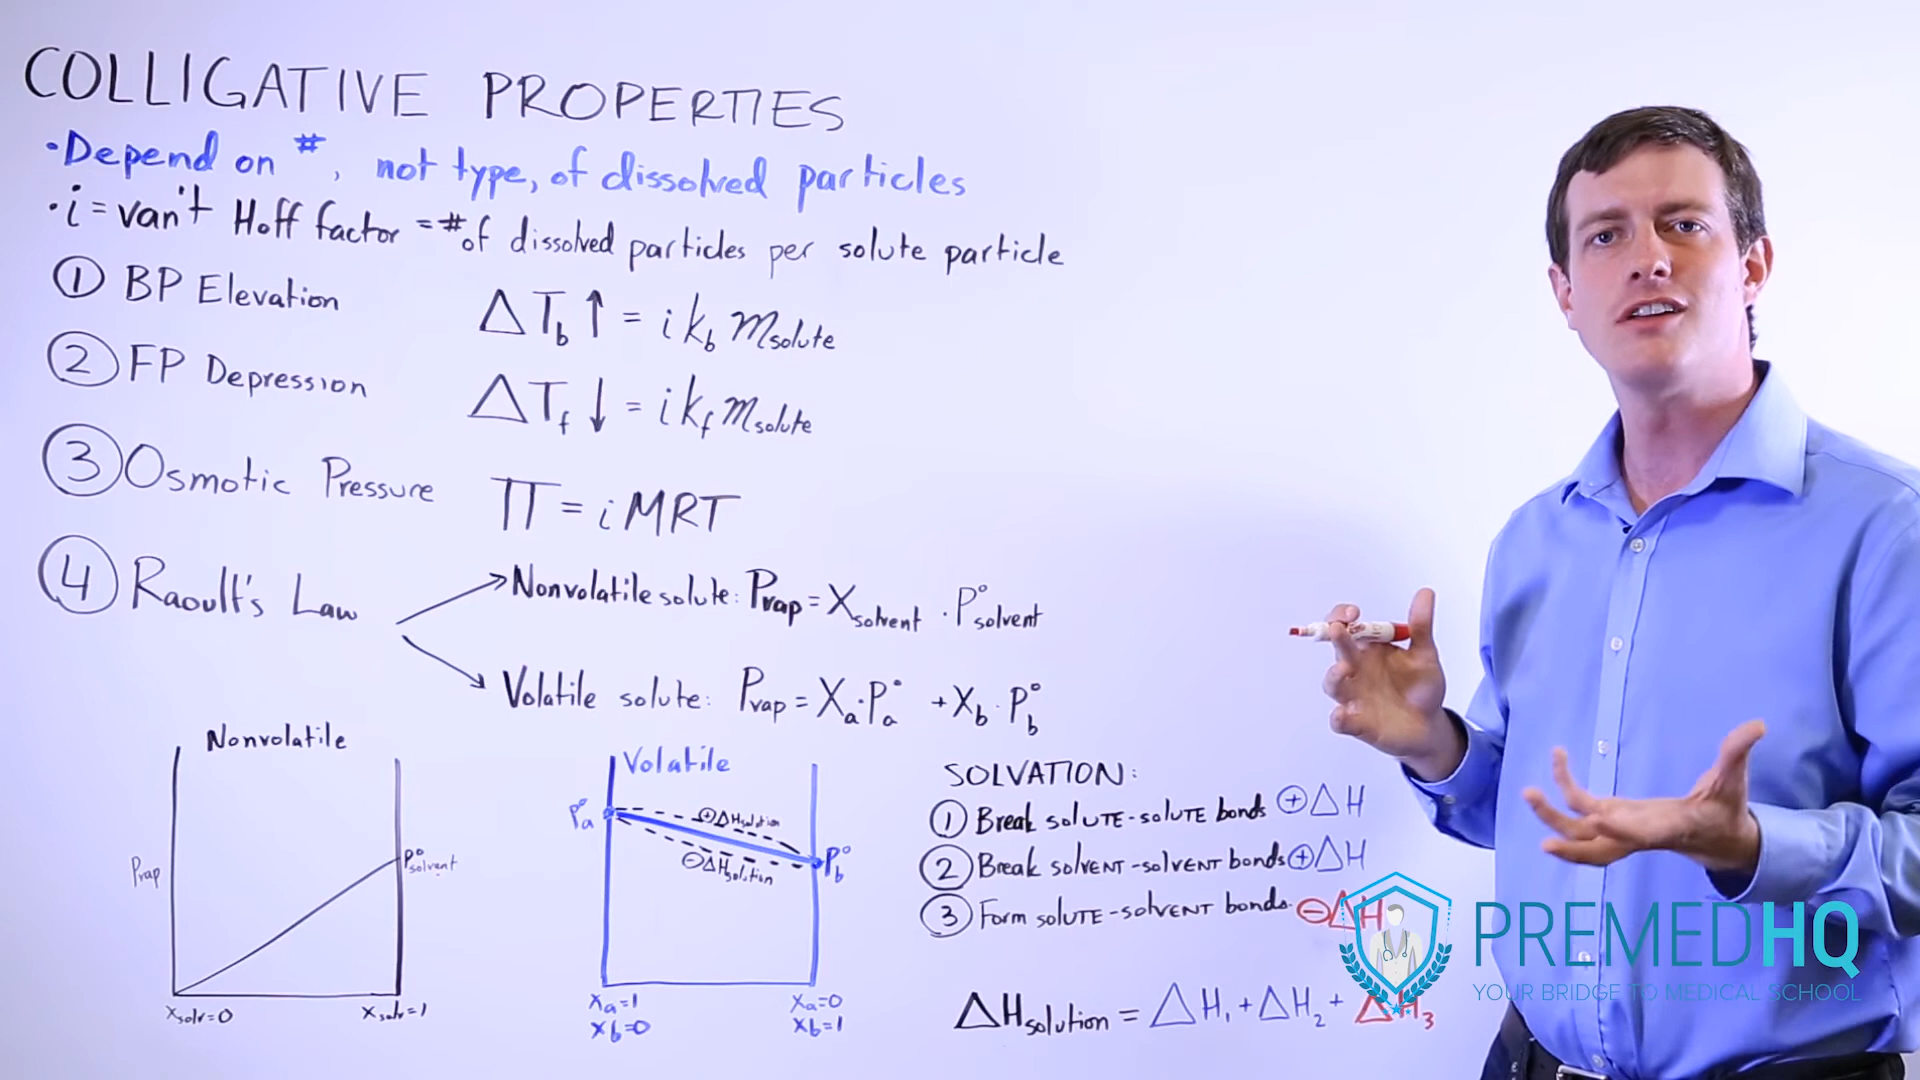 COLLIGATIVE PROPERTIES
• Depend on #, not type, of dissolved particles
• i = van't Hoff factor = # of dissolved particles per solute particle
① BP Elevation ΔTb ↑ = i kb msolute
② FP Depression ΔTf ↓ = i kf msolute
③ Osmotic Pressure Π = iMRT
④ Raoult's Law
Nonvolatile solute: Pvap = Xsolvent · P°solvent
Volatile solute: Pvap = Xa · P°a + Xb · P°b
Nonvolatile
Pvap
P°solvent
Xsolv=0 Xsolv=1
Volatile
P°a
⊕ΔHsolution
⊖ΔHsolution
P°b
Xa=1 Xa=0
Xb=0 Xb=1
SOLVATION:
① Break soluTE-soluTE bonds ⊕ΔH
② Break solvENT-solvENT bonds ⊕ΔH
③ Form soluTE-solvENT bonds ⊖ΔH
ΔHsolution = ΔH1 + ΔH2 + ΔH3
PREMEDHQ
YOUR BRIDGE TO MEDICAL SCHOOL